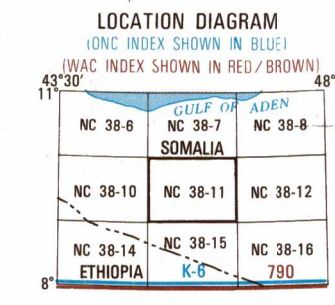 LOCATION DIAGRAM
(ONC INDEX SHOWN IN BLUE)
(WAC INDEX SHOWN IN RED/BROWN)
43°30' 48°
11°
GULF OF ADEN
NC 38-6 NC 38-7 NC 38-8
SOMALIA
NC 38-10 NC 38-11 NC 38-12
NC 38-14 NC 38-15 NC 38-16
ETHIOPIA K-6 790
8°